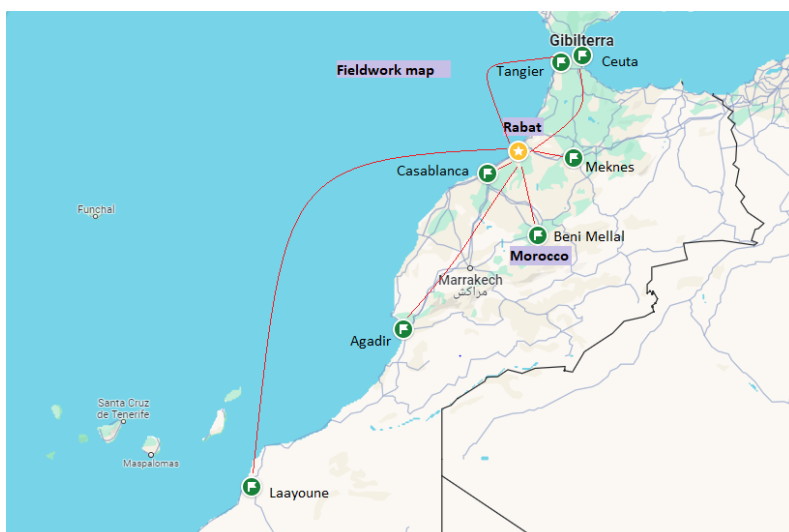 Gibilterra
Tangier
Ceuta
Fieldwork map
Rabat
Casablanca
Meknes
Funchal
Beni Mellal
Morocco
Marrakech
مراكش
Agadir
Santa Cruz
de Tenerife
Maspalomas
Laayoune